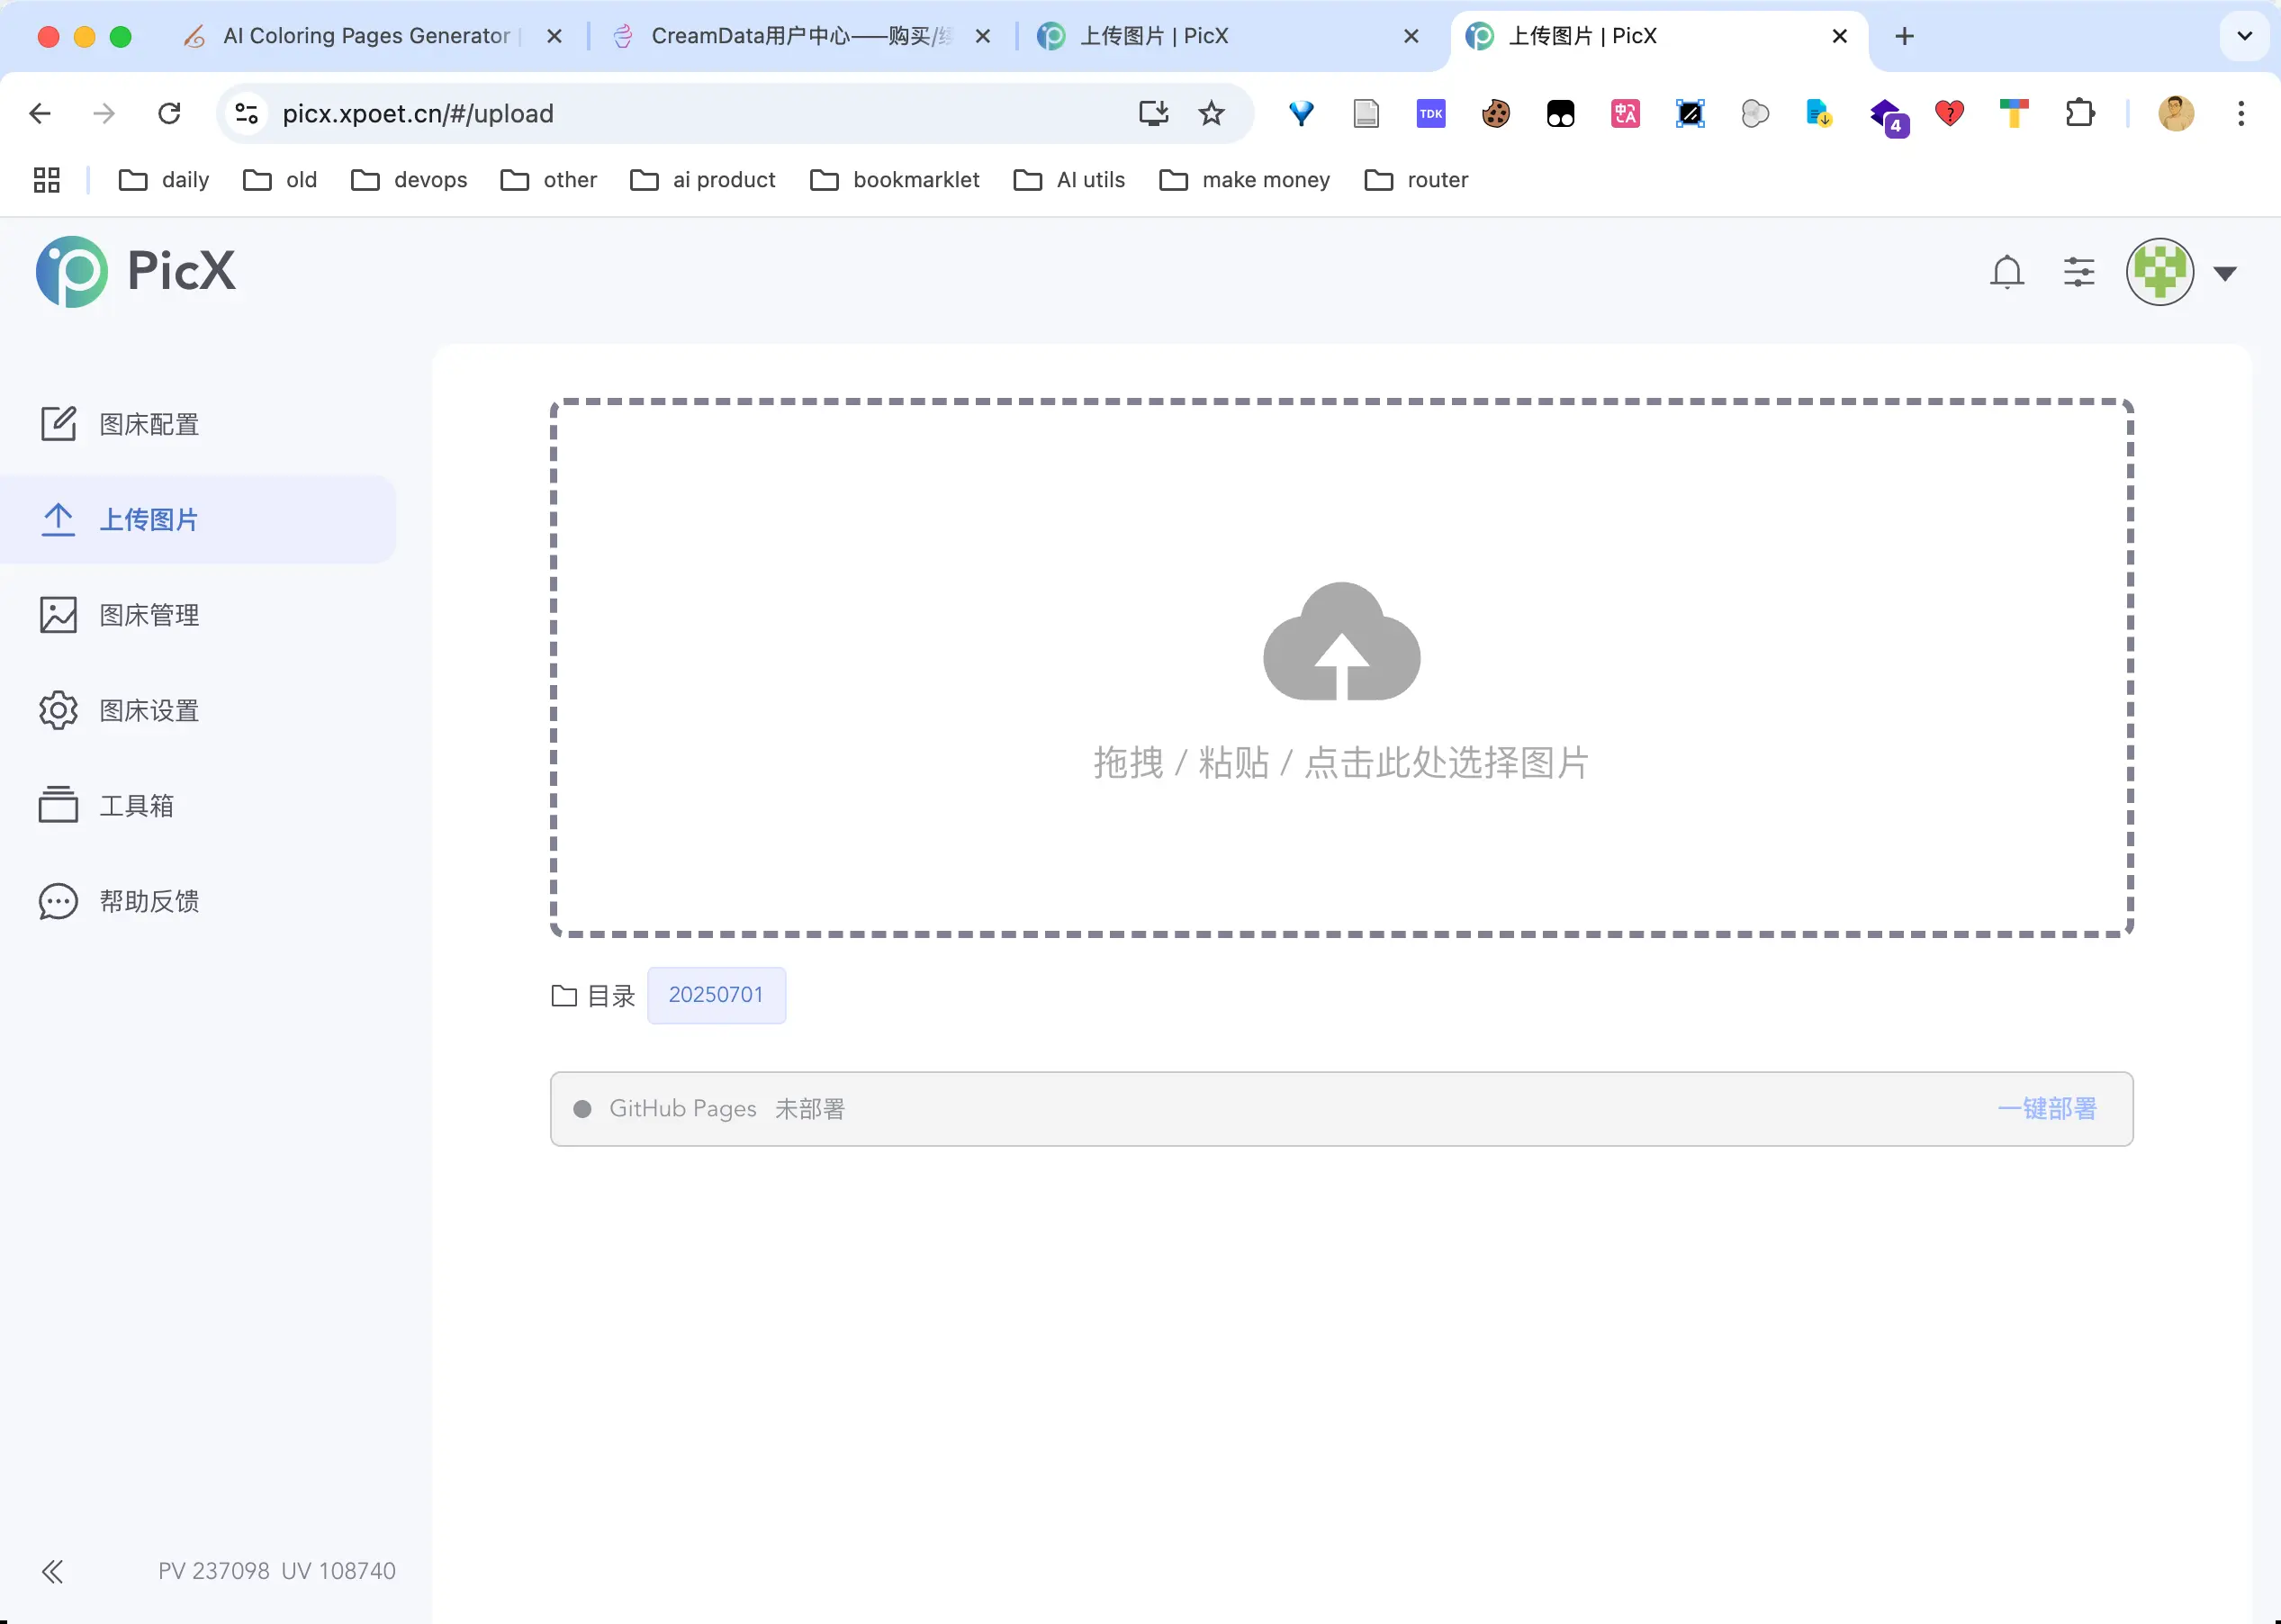 AI Coloring Pages Generator
CreamData用户中心——购买/
上传图片 | PicX
上传图片 | PicX
picx.xpoet.cn/#/upload
TDK
中A
4
?
daily
old
devops
other
ai product
bookmarklet
AI utils
make money
router
PicX
图床配置
上传图片
图床管理
图床设置
工具箱
帮助反馈
拖拽 / 粘贴 / 点击此处选择图片
目录 20250701
GitHub Pages 未部署
一键部署
PV 237098 UV 108740